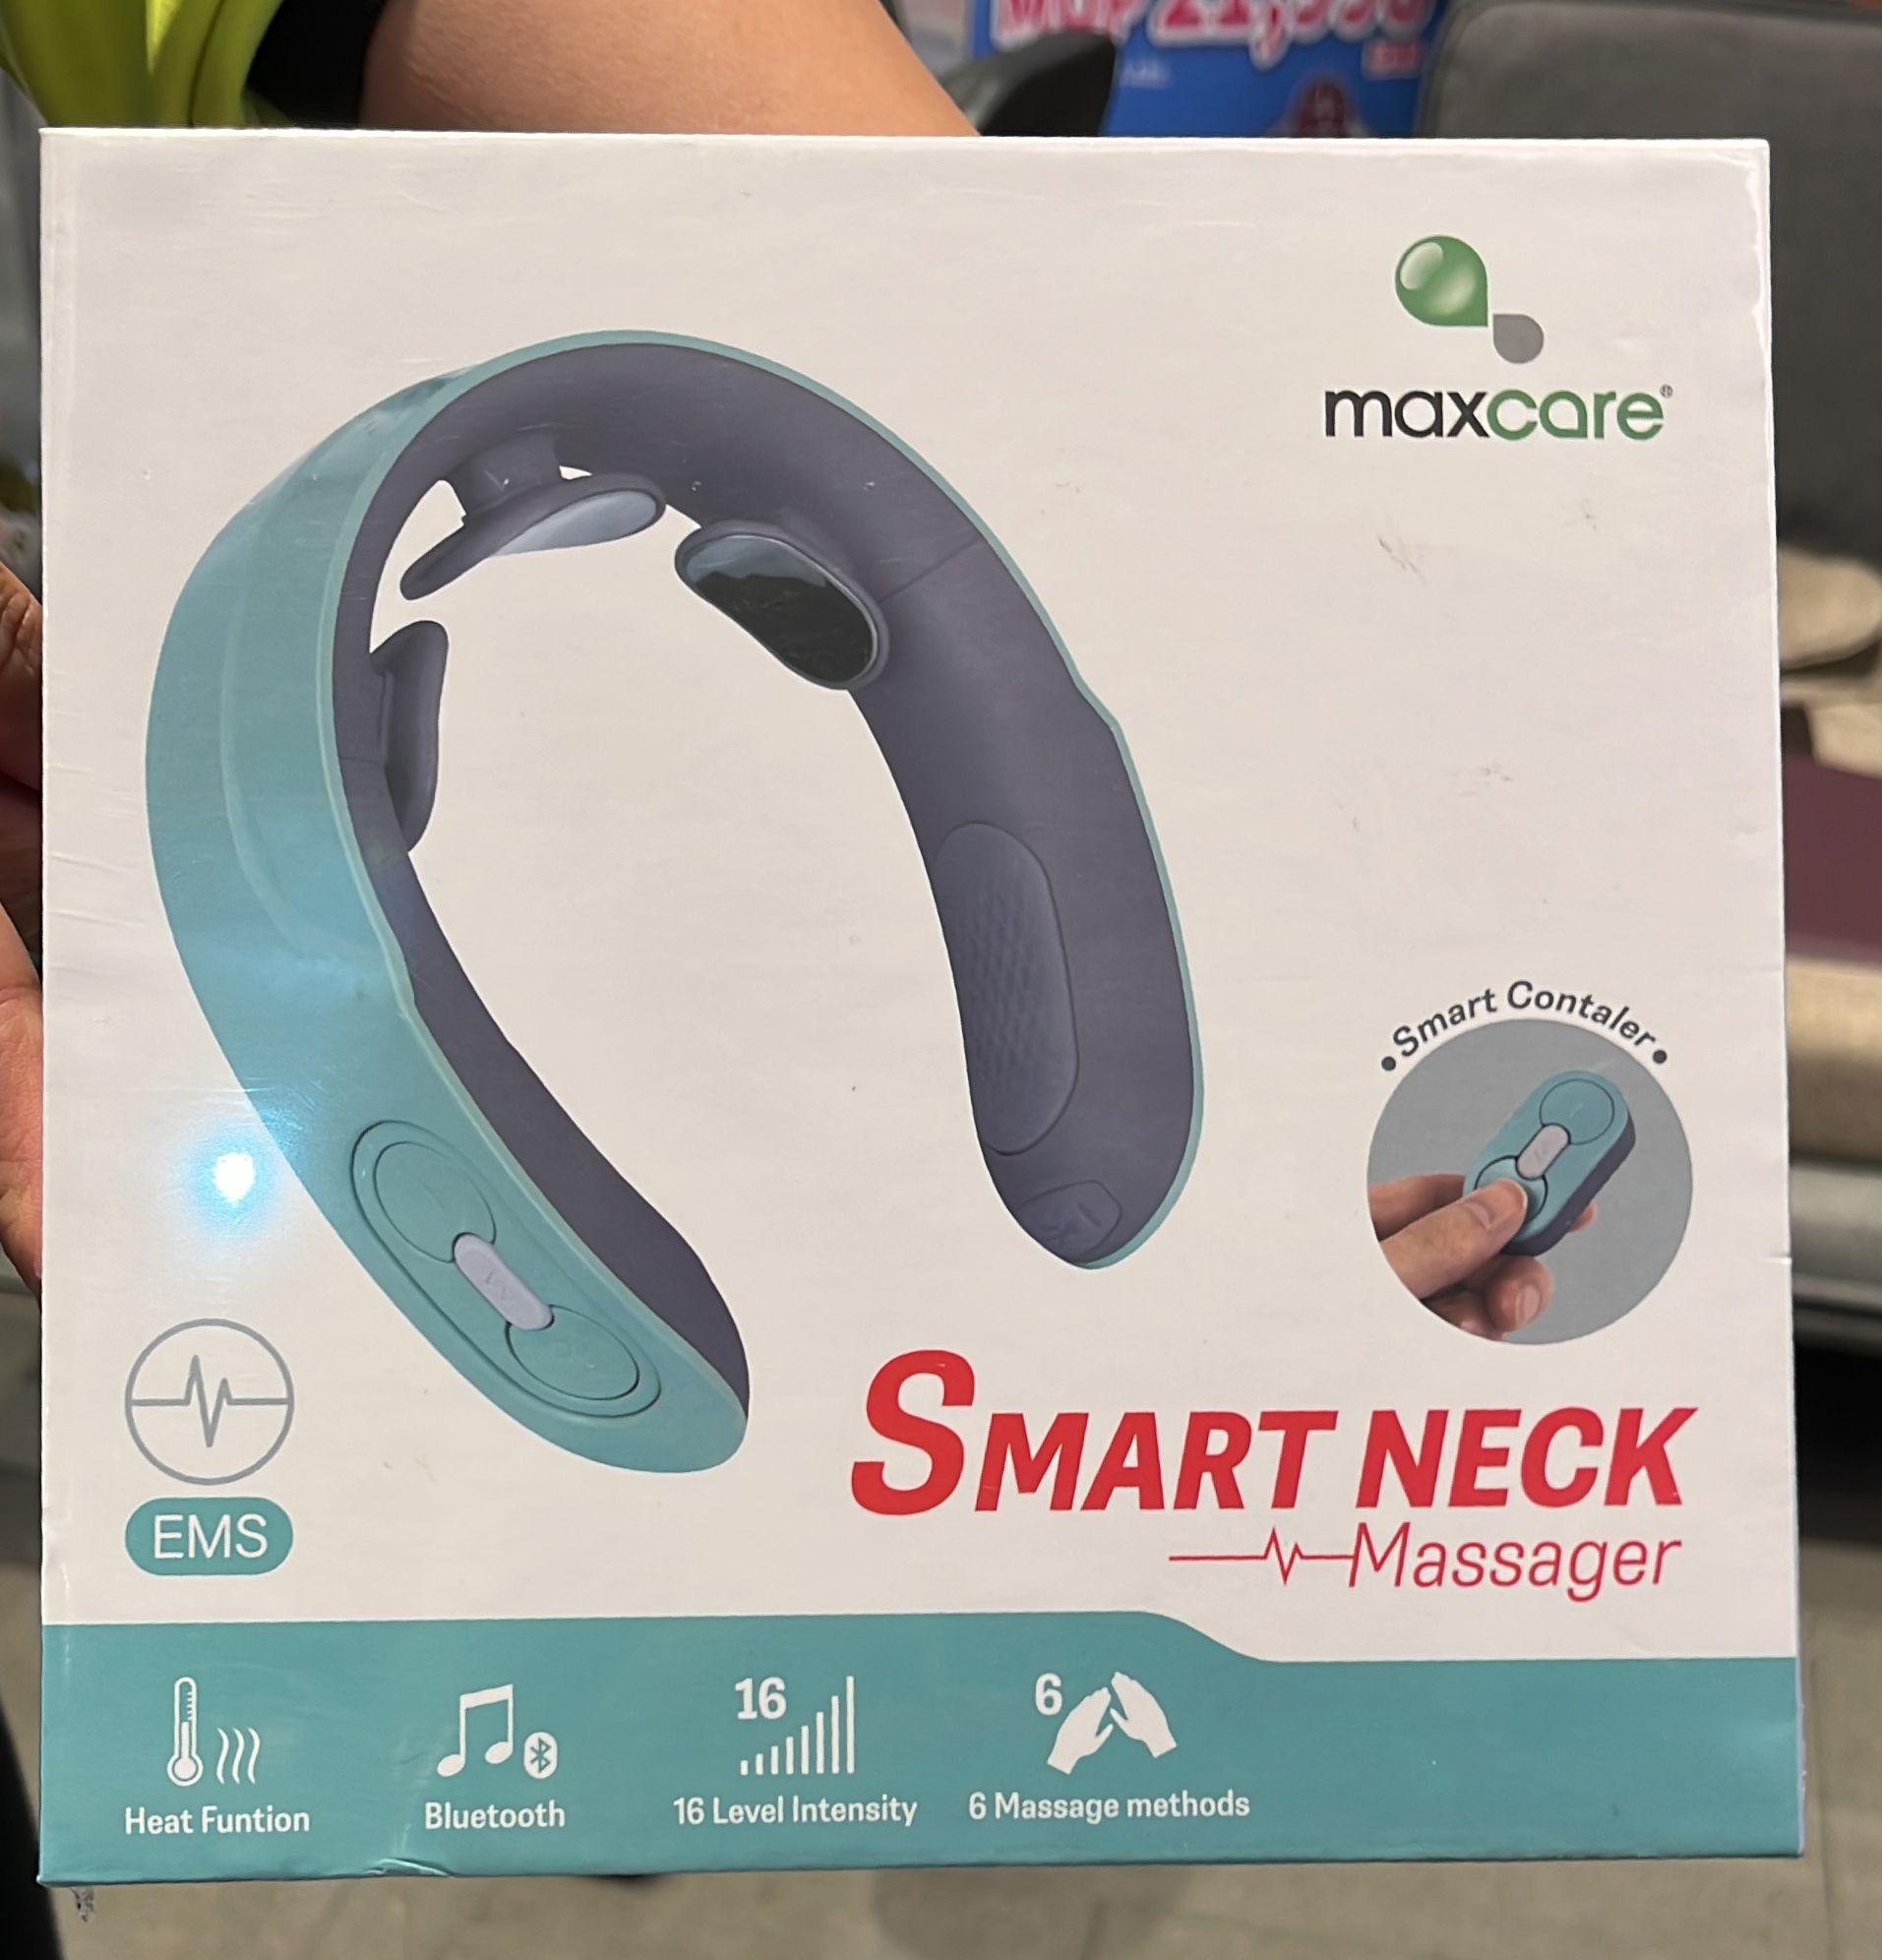 maxcare®
• Smart Contaler •
EMS
SMART NECK
Massager
16
6
Heat Funtion
Bluetooth
16 Level Intensity
6 Massage methods